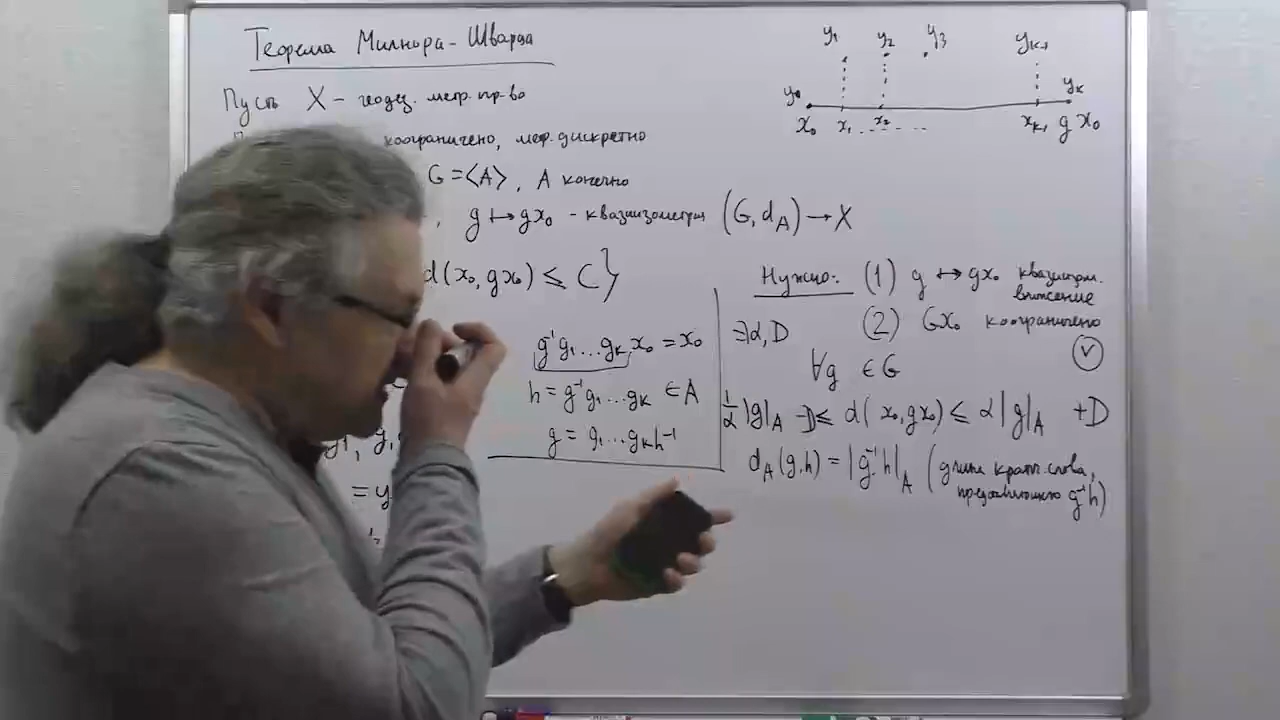 Теорема Милнора-Шварца
Пусть X - геодез. метр. пр-во
коограничено, мет. дискретно
G = ⟨A⟩, A конечно
g ↦ gx₀ - квазиизометрия (G, d_A) → X
d(x₀, gx₀) ≤ C}
g⁻¹g₁...g_k x₀ = x₀
h = g⁻¹g₁...g_k ∈ A
g = g₁...g_k h⁻¹
y₁ y₂ y₃ y_{k-1}
y₀ y_k
x₀ x₁ x₂ ... x_{k-1} gx₀
Нужно: (1) g ↦ gx₀ квазиизом.
вложение
∃α, D (2) Gx₀ коограничено
∀g ∈ G
1/α |g|_A - D ≤ d(x₀, gx₀) ≤ α|g|_A + D
d_A(g,h) = |g⁻¹h|_A (длина кратч. слова,
представляющего g⁻¹h)